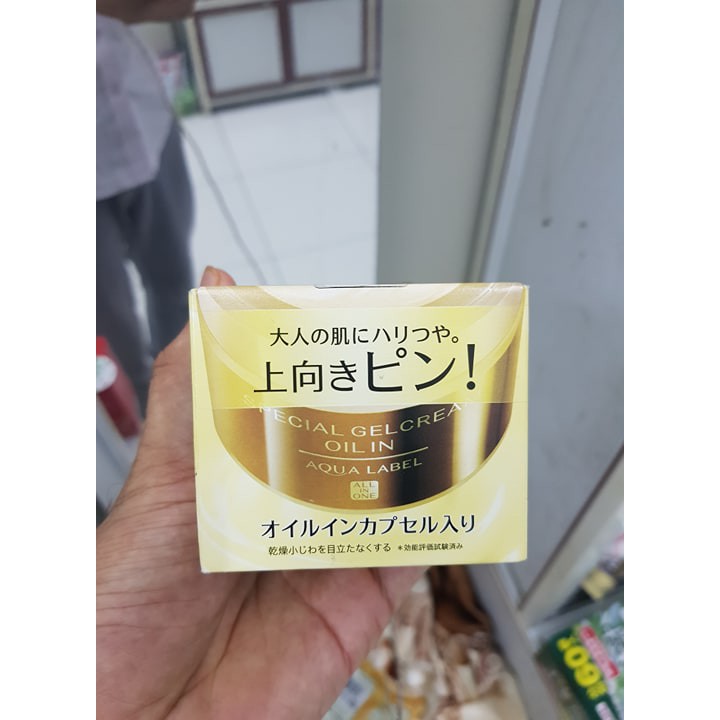 大人の肌にハリつや。
上向きピン!
PECIAL GELCREA
OIL IN
AQUA LABEL
ALL
IN
ONE
オイルインカプセル入り
乾燥小じわを目立たなくする ＊効能評価試験済み